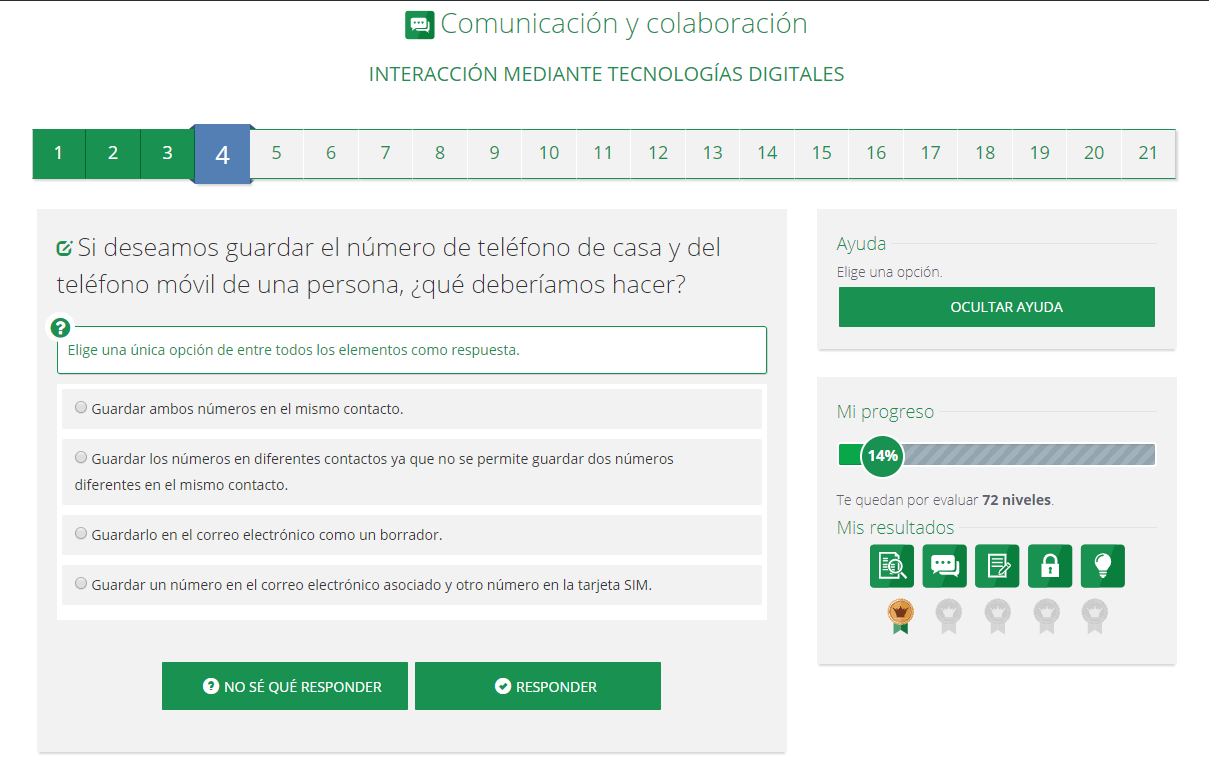 Comunicación y colaboración
INTERACCIÓN MEDIANTE TECNOLOGÍAS DIGITALES
1 2 3 4 5 6 7 8 9 10 11 12 13 14 15 16 17 18 19 20 21
Si deseamos guardar el número de teléfono de casa y del
teléfono móvil de una persona, ¿qué deberíamos hacer?
?
Elige una única opción de entre todos los elementos como respuesta.
Guardar ambos números en el mismo contacto.
Guardar los números en diferentes contactos ya que no se permite guardar dos números
diferentes en el mismo contacto.
Guardarlo en el correo electrónico como un borrador.
Guardar un número en el correo electrónico asociado y otro número en la tarjeta SIM.
? NO SÉ QUÉ RESPONDER
RESPONDER
Ayuda
Elige una opción.
OCULTAR AYUDA
Mi progreso
14%
Te quedan por evaluar 72 niveles.
Mis resultados